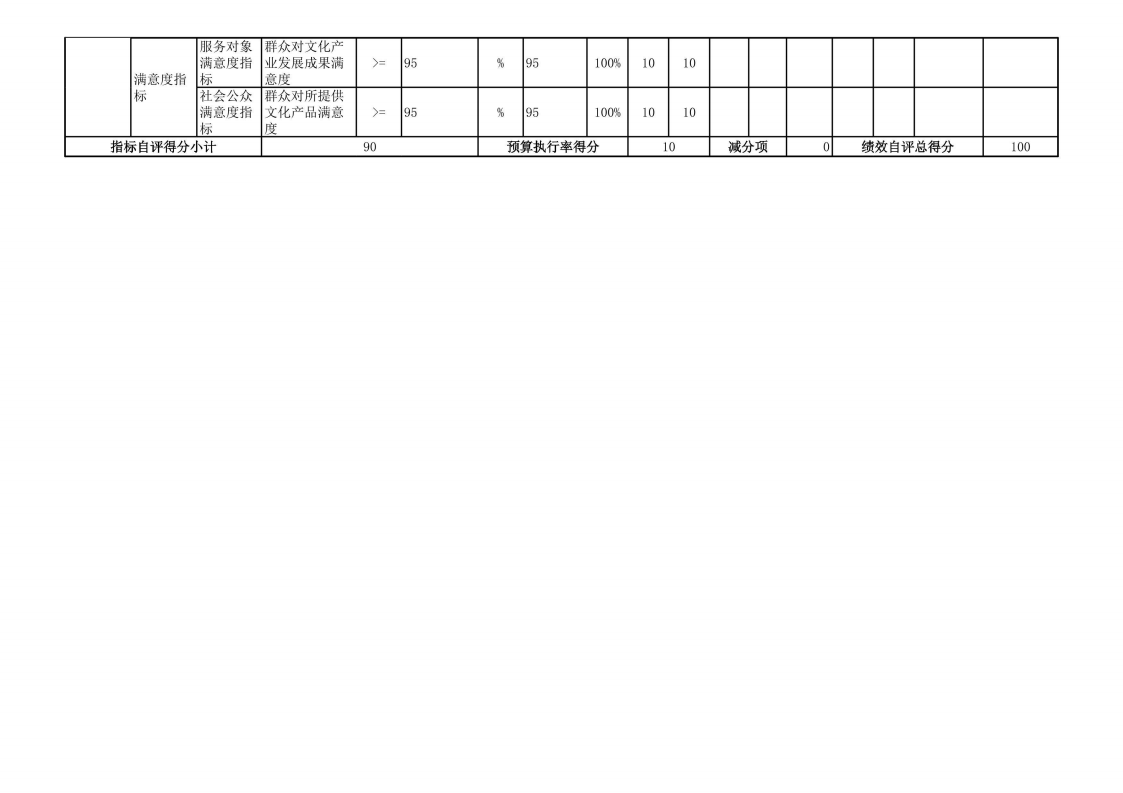 满意度指标 服务对象满意度指标 群众对文化产业发展成果满意度 >= 95 % 95 100% 10 10
社会公众满意度指标 群众对所提供文化产品满意度 >= 95 % 95 100% 10 10
指标自评得分小计 90 预算执行率得分 10 减分项 0 绩效自评总得分 100